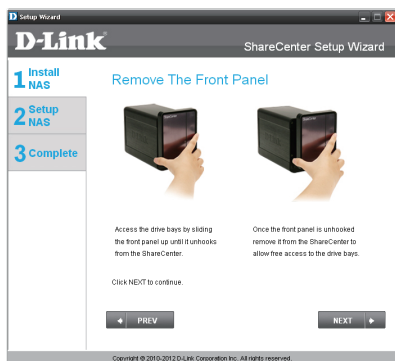 D Setup Wizard
D-Link
ShareCenter Setup Wizard
1 Install NAS
2 Setup NAS
3 Complete
Remove The Front Panel
Access the drive bays by sliding
the front panel up until it unhooks
from the ShareCenter.
Once the front panel is unhooked
remove it from the ShareCenter to
allow free access to the drive bays.
Click NEXT to continue.
PREV
NEXT
Copyright @ 2010-2012 D-Link Corporation Inc. All rights reserved.